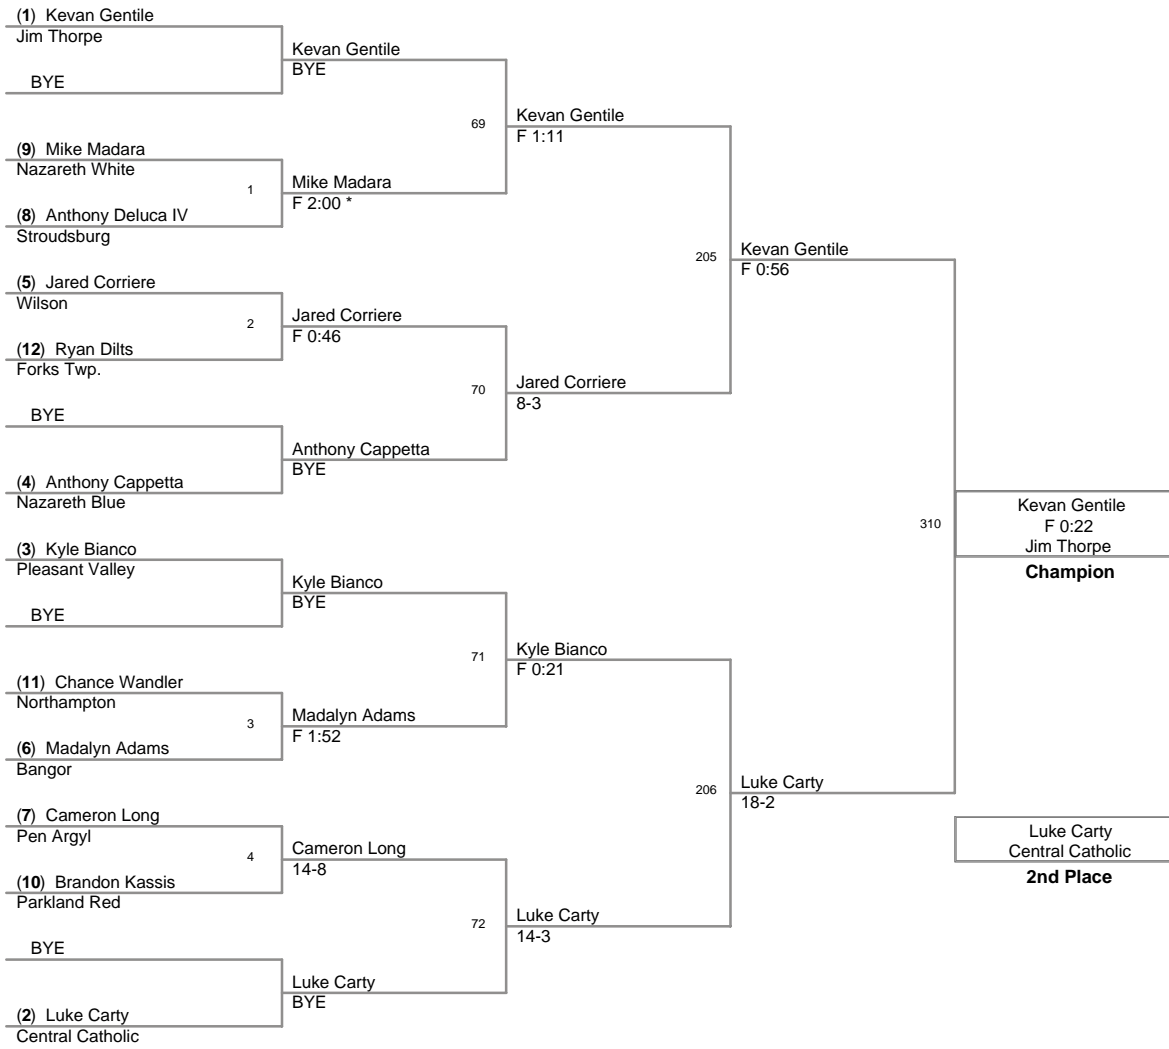 (1) Kevan Gentile
Jim Thorpe
BYE
(9) Mike Madara
Nazareth White
(8) Anthony Deluca IV
Stroudsburg
(5) Jared Corriere
Wilson
(12) Ryan Dilts
Forks Twp.
BYE
(4) Anthony Cappetta
Nazareth Blue
(3) Kyle Bianco
Pleasant Valley
BYE
(11) Chance Wandler
Northampton
(6) Madalyn Adams
Bangor
(7) Cameron Long
Pen Argyl
(10) Brandon Kassis
Parkland Red
BYE
(2) Luke Carty
Central Catholic
1
2
3
4
Kevan Gentile
BYE
Mike Madara
F 2:00 *
Jared Corriere
F 0:46
Anthony Cappetta
BYE
Kyle Bianco
BYE
Madalyn Adams
F 1:52
Cameron Long
14-8
Luke Carty
BYE
69
70
71
72
Kevan Gentile
F 1:11
Jared Corriere
8-3
Kyle Bianco
F 0:21
Luke Carty
14-3
205
206
Kevan Gentile
F 0:56
Luke Carty
18-2
310
Kevan Gentile
F 0:22
Jim Thorpe
Champion
Luke Carty
Central Catholic
2nd Place